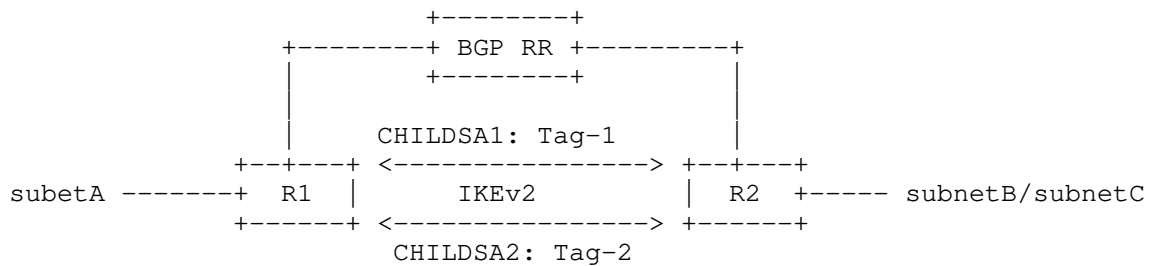 BGP RR
CHILDSA1: Tag-1
subetA R1 IKEv2 R2 subnetB/subnetC
CHILDSA2: Tag-2